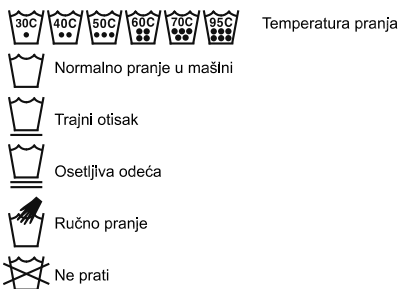 30C 40C 50C 60C 70C 95C Temperatura pranja
Normalno pranje u mašini
Trajni otisak
Osetljiva odeća
Ručno pranje
Ne prati